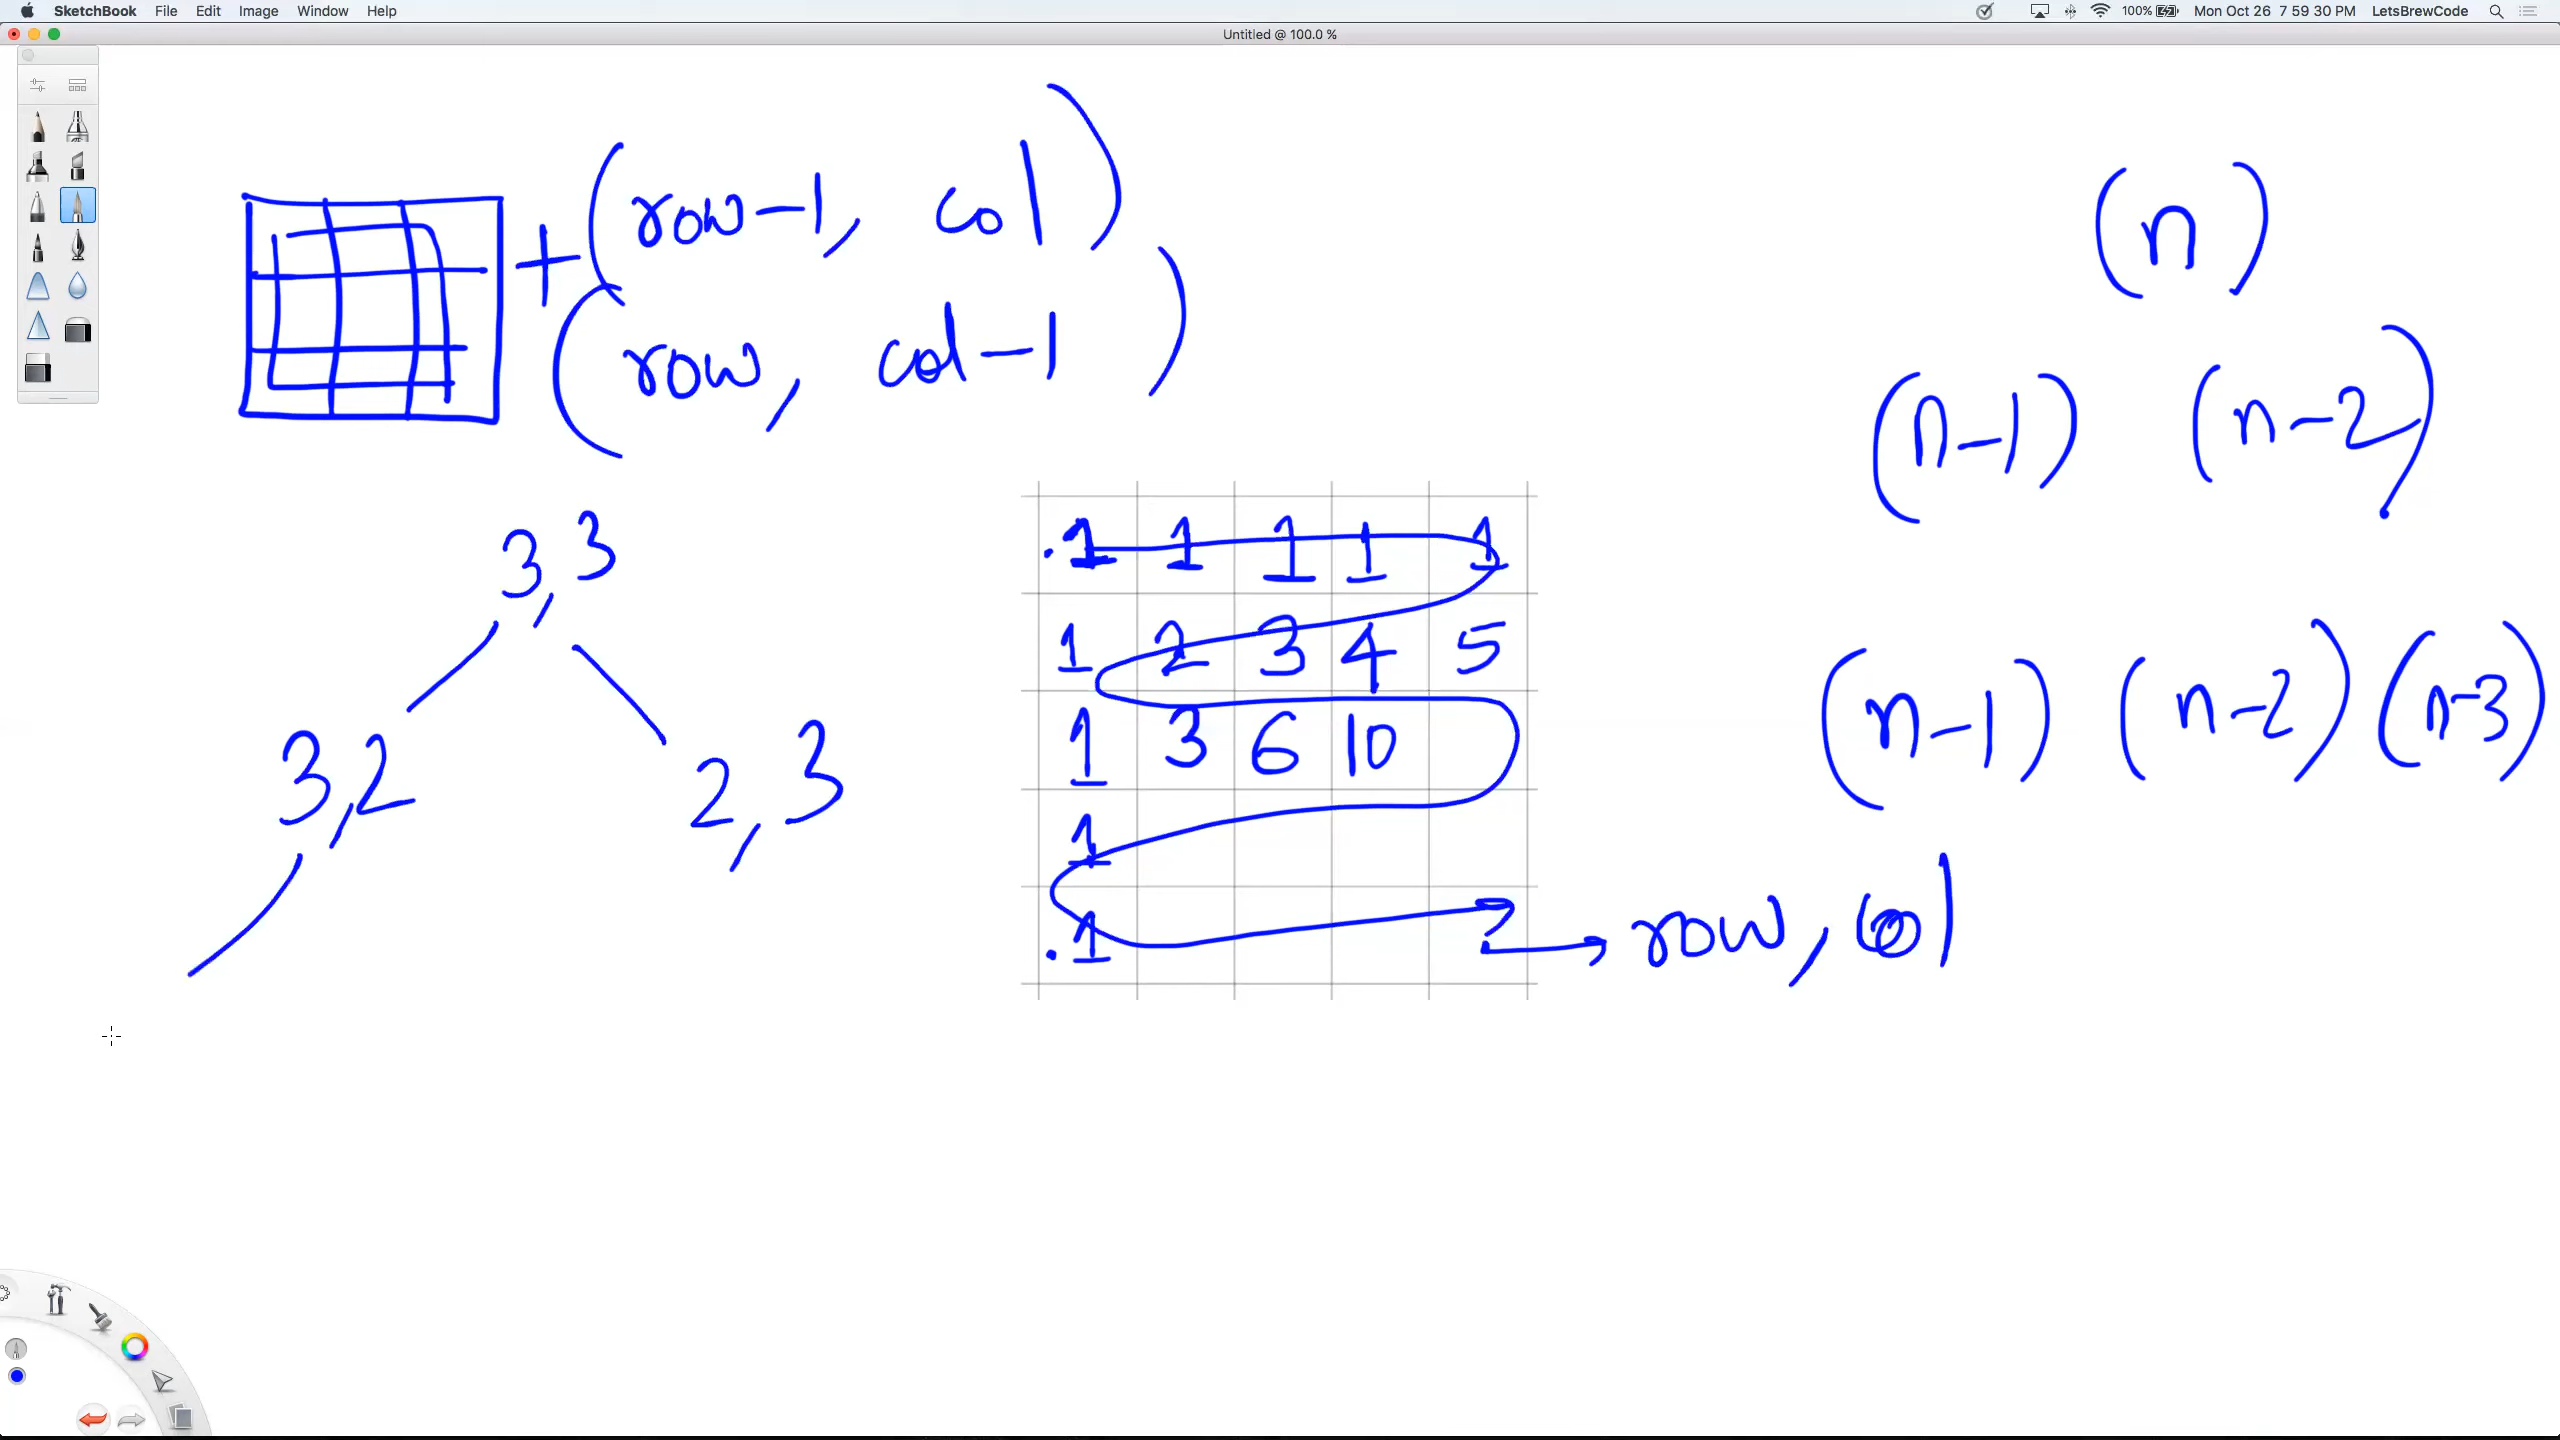 SketchBook File Edit Image Window Help 100% Mon Oct 26 7 59 30 PM LetsBrewCode
Untitled @ 100.0 %
+ (row-1, col)
(row, col-1)
(n)
(n-1) (n-2)
3,3
3,2 2,3
1 1 1 1 1
1 2 3 4 5
1 3 6 10
1
1
row, col
(n-1) (n-2) (n-3)